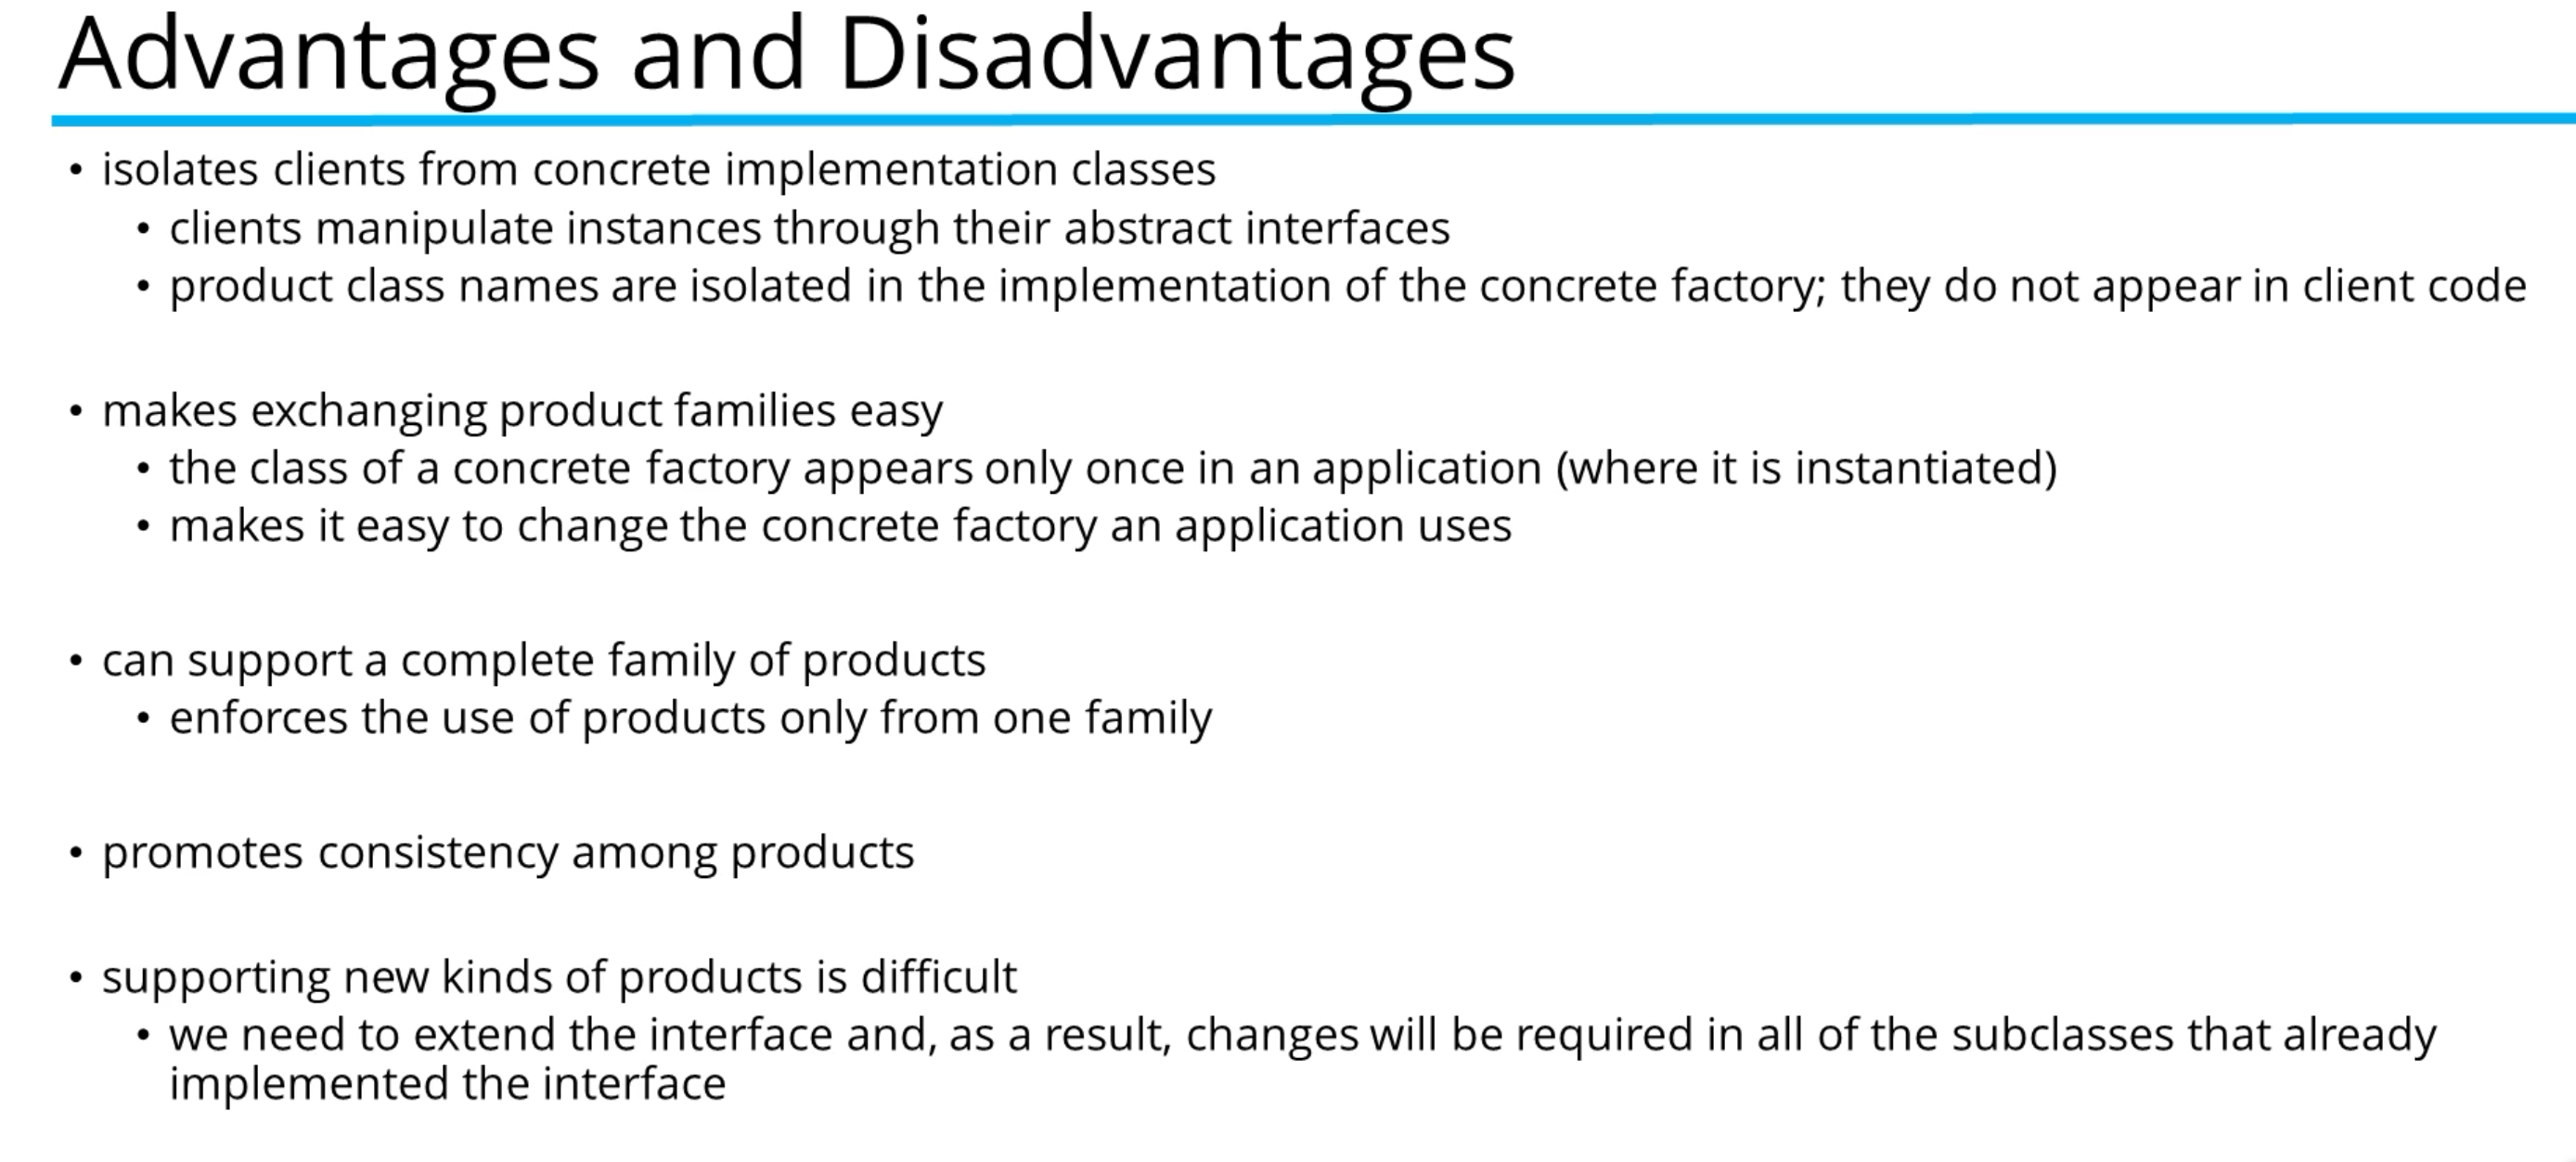 Advantages and Disadvantages
• isolates clients from concrete implementation classes
• clients manipulate instances through their abstract interfaces
• product class names are isolated in the implementation of the concrete factory; they do not appear in client code
• makes exchanging product families easy
• the class of a concrete factory appears only once in an application (where it is instantiated)
• makes it easy to change the concrete factory an application uses
• can support a complete family of products
• enforces the use of products only from one family
• promotes consistency among products
• supporting new kinds of products is difficult
• we need to extend the interface and, as a result, changes will be required in all of the subclasses that already
implemented the interface